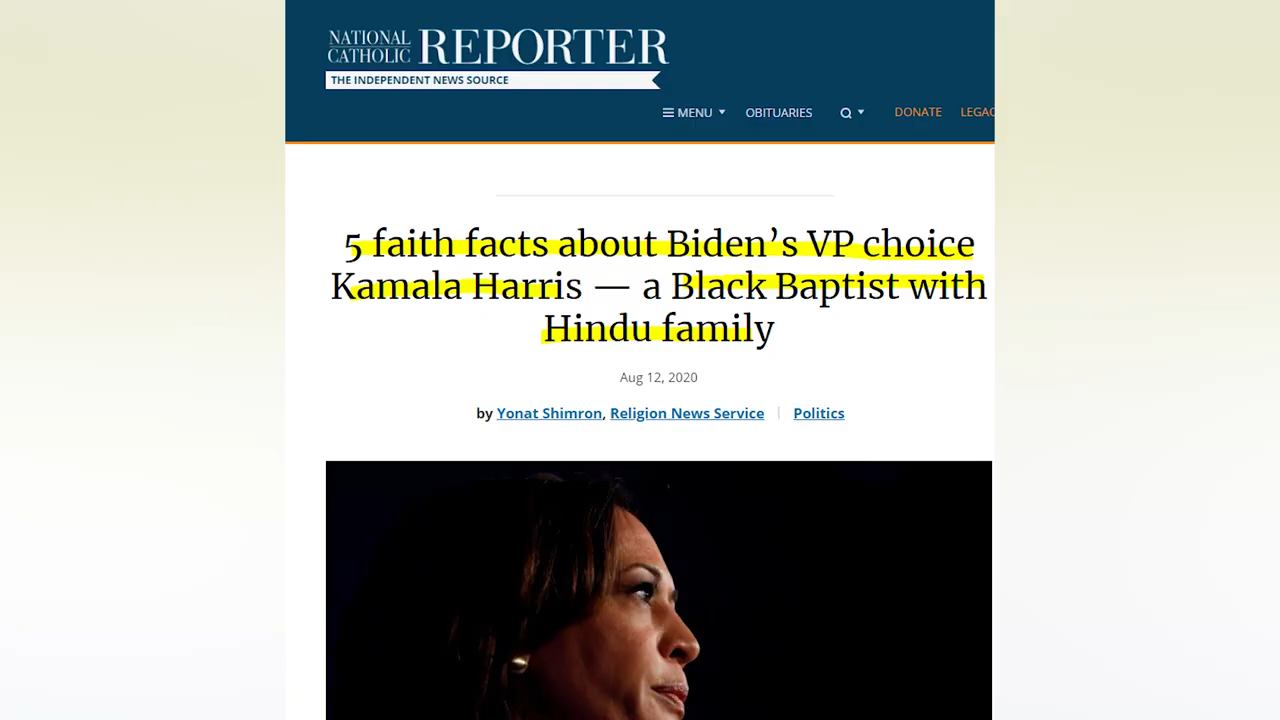 NATIONAL CATHOLIC REPORTER
THE INDEPENDENT NEWS SOURCE
MENU OBITUARIES DONATE LEGAC
5 faith facts about Biden’s VP choice
Kamala Harris — a Black Baptist with
Hindu family
Aug 12, 2020
by Yonat Shimron, Religion News Service | Politics